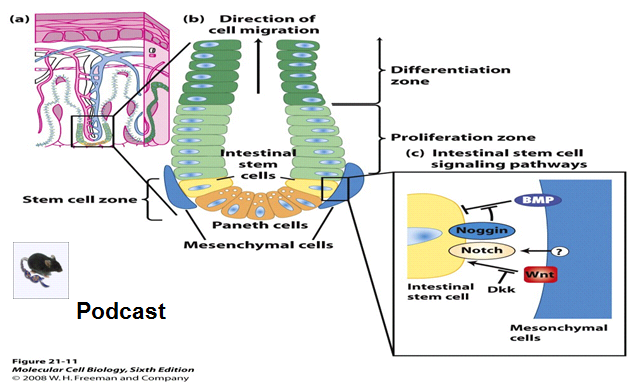 (a)
(b)
Direction of
cell migration
Differentiation
zone
Proliferation zone
Intestinal
stem
cells
Stem cell zone
Paneth cells
Mesenchymal cells
(c) Intestinal stem cell
signaling pathways
BMP
Noggin
Notch
?
Wnt
Dkk
Intestinal
stem cell
Mesonchymal
cells
Podcast
Figure 21-11
Molecular Cell Biology, Sixth Edition
© 2008 W. H. Freeman and Company